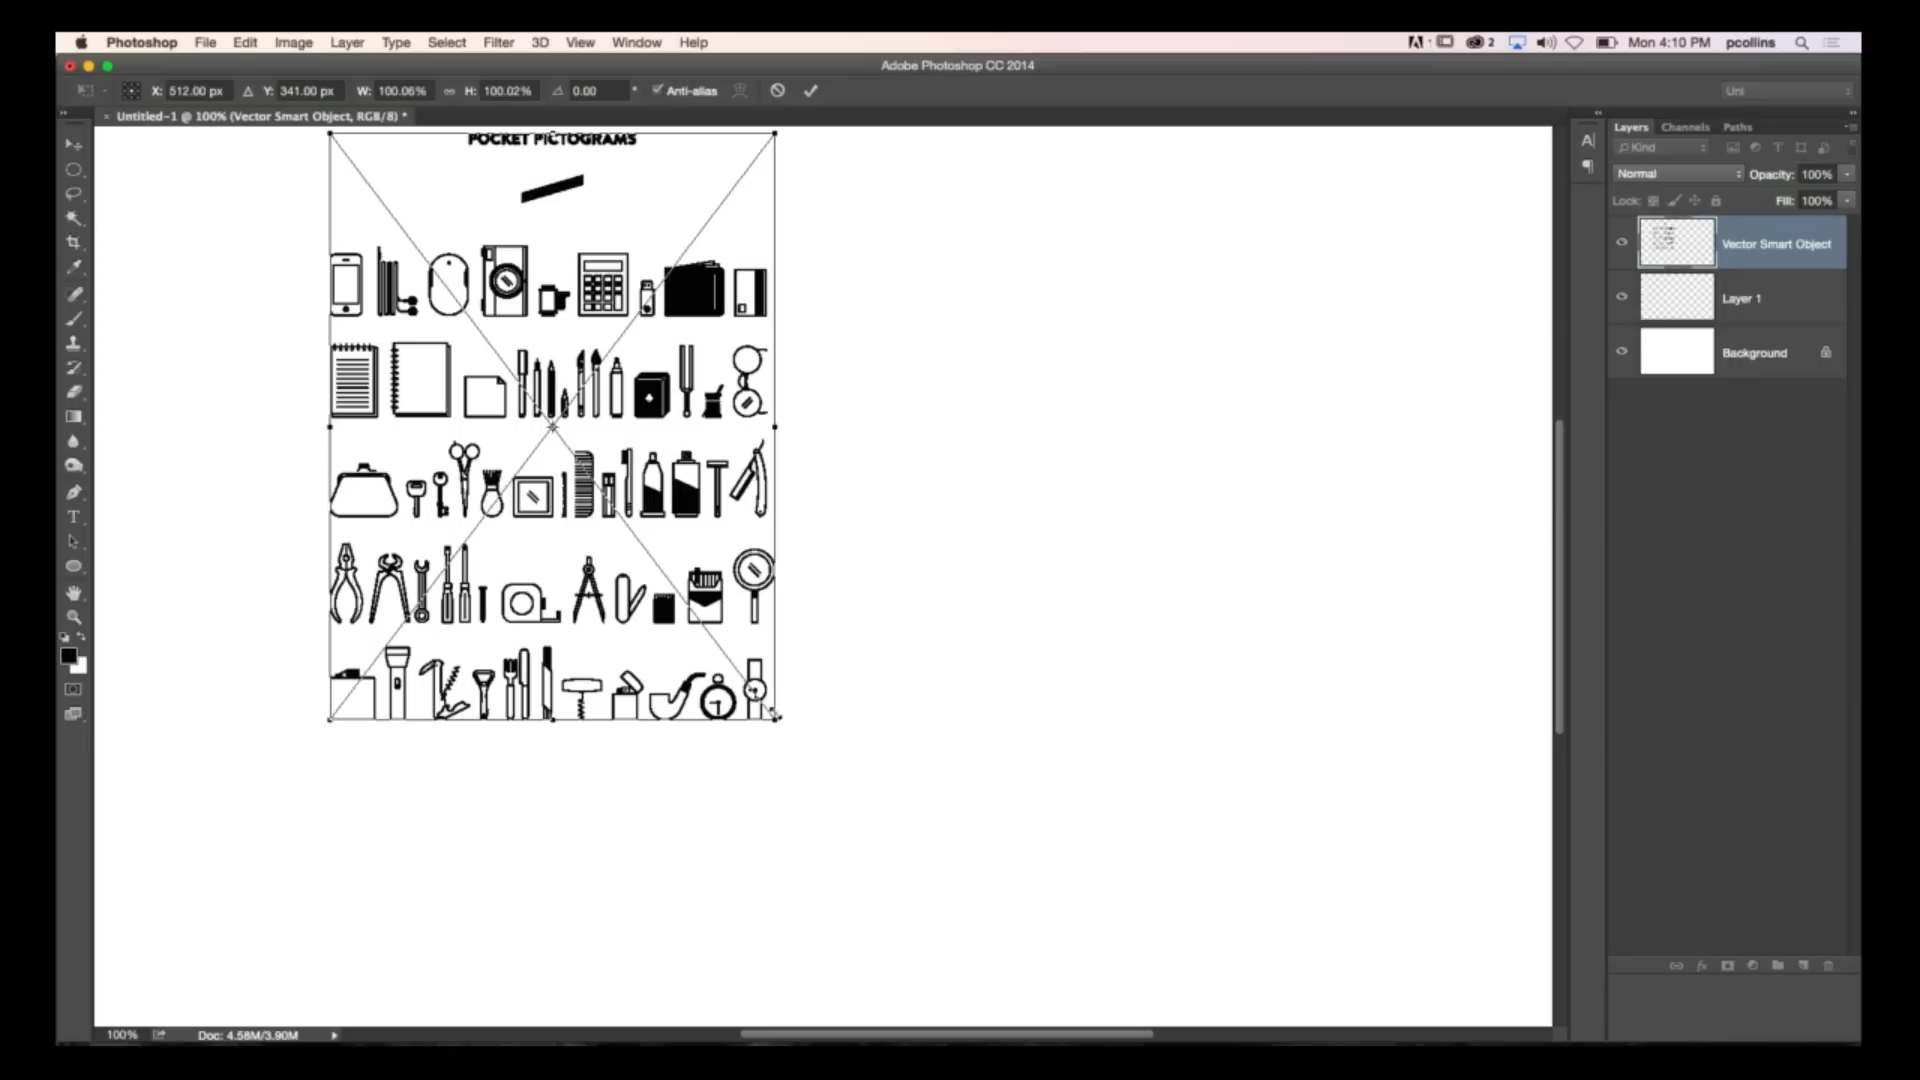 Photoshop File Edit Image Layer Type Select Filter 3D View Window Help 2 Mon 4:10 PM pcollins
Adobe Photoshop CC 2014
X: 512.00 px Y: 341.00 px W: 100.06% H: 100.02% 0.00 ° Anti-alias Uni
× Untitled-1 @ 100% (Vector Smart Object, RGB/8) *
POCKET PICTOGRAMS
Layers Channels Paths
Kind
Normal Opacity: 100%
Lock: Fill: 100%
Vector Smart Object
Layer 1
Background
100% Doc: 4.58M/3.90M